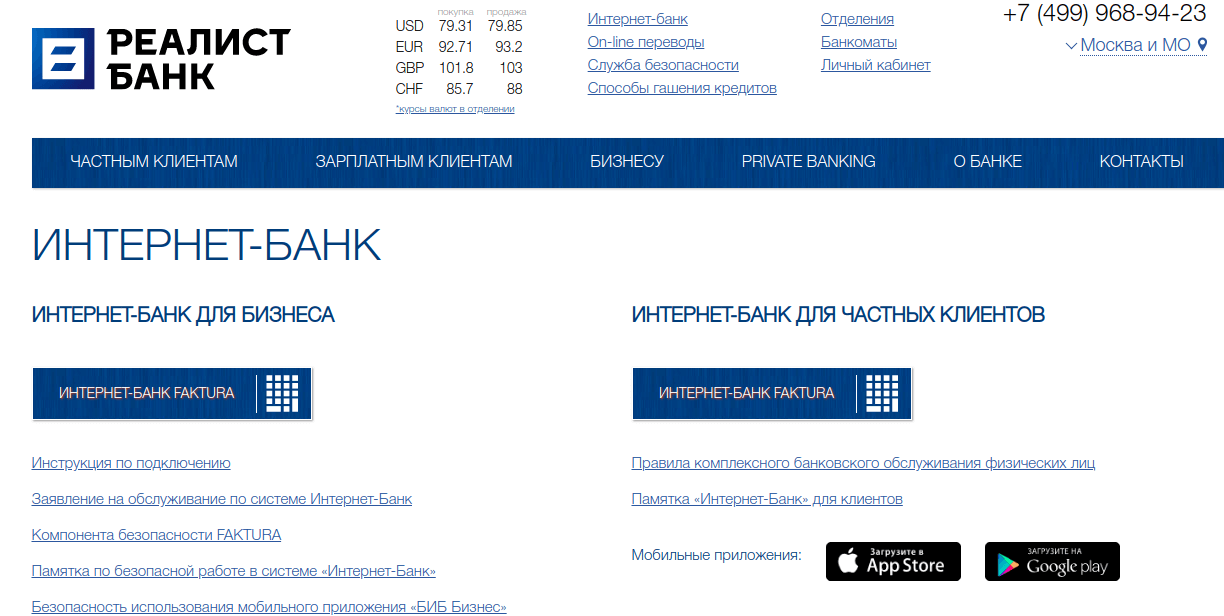 РЕАЛИСТ
БАНК
покупка продажа
USD 79.31 79.85
EUR 92.71 93.2
GBP 101.8 103
CHF 85.7 88
*курсы валют в отделении
Интернет-банк
On-line переводы
Служба безопасности
Способы гашения кредитов
Отделения
Банкоматы
Личный кабинет
+7 (499) 968-94-23
Москва и МО
ЧАСТНЫМ КЛИЕНТАМ ЗАРПЛАТНЫМ КЛИЕНТАМ БИЗНЕСУ PRIVATE BANKING О БАНКЕ КОНТАКТЫ
ИНТЕРНЕТ-БАНК
ИНТЕРНЕТ-БАНК ДЛЯ БИЗНЕСА
ИНТЕРНЕТ-БАНК FAKTURA
Инструкция по подключению
Заявление на обслуживание по системе Интернет-Банк
Компонента безопасности FAKTURA
Памятка по безопасной работе в системе «Интернет-Банк»
Безопасность использования мобильного приложения «БИБ Бизнес»
ИНТЕРНЕТ-БАНК ДЛЯ ЧАСТНЫХ КЛИЕНТОВ
ИНТЕРНЕТ-БАНК FAKTURA
Правила комплексного банковского обслуживания физических лиц
Памятка «Интернет-Банк» для клиентов
Мобильные приложения:
Загрузите в
App Store
ЗАГРУЗИТЕ НА
Google play